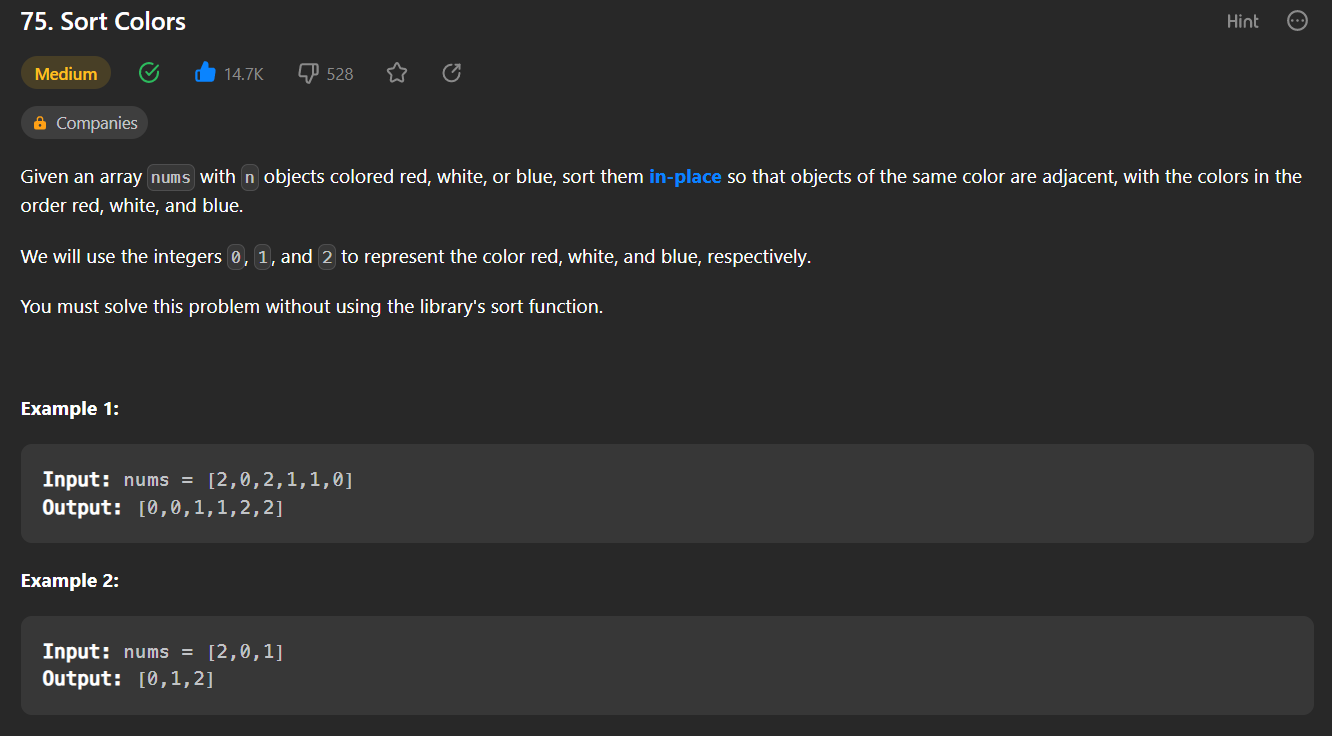 75. Sort Colors
Hint
Medium
14.7K
528
Companies
Given an array nums with n objects colored red, white, or blue, sort them in-place so that objects of the same color are adjacent, with the colors in the
order red, white, and blue.
We will use the integers 0, 1, and 2 to represent the color red, white, and blue, respectively.
You must solve this problem without using the library's sort function.
Example 1:
Input: nums = [2,0,2,1,1,0]
Output: [0,0,1,1,2,2]
Example 2:
Input: nums = [2,0,1]
Output: [0,1,2]